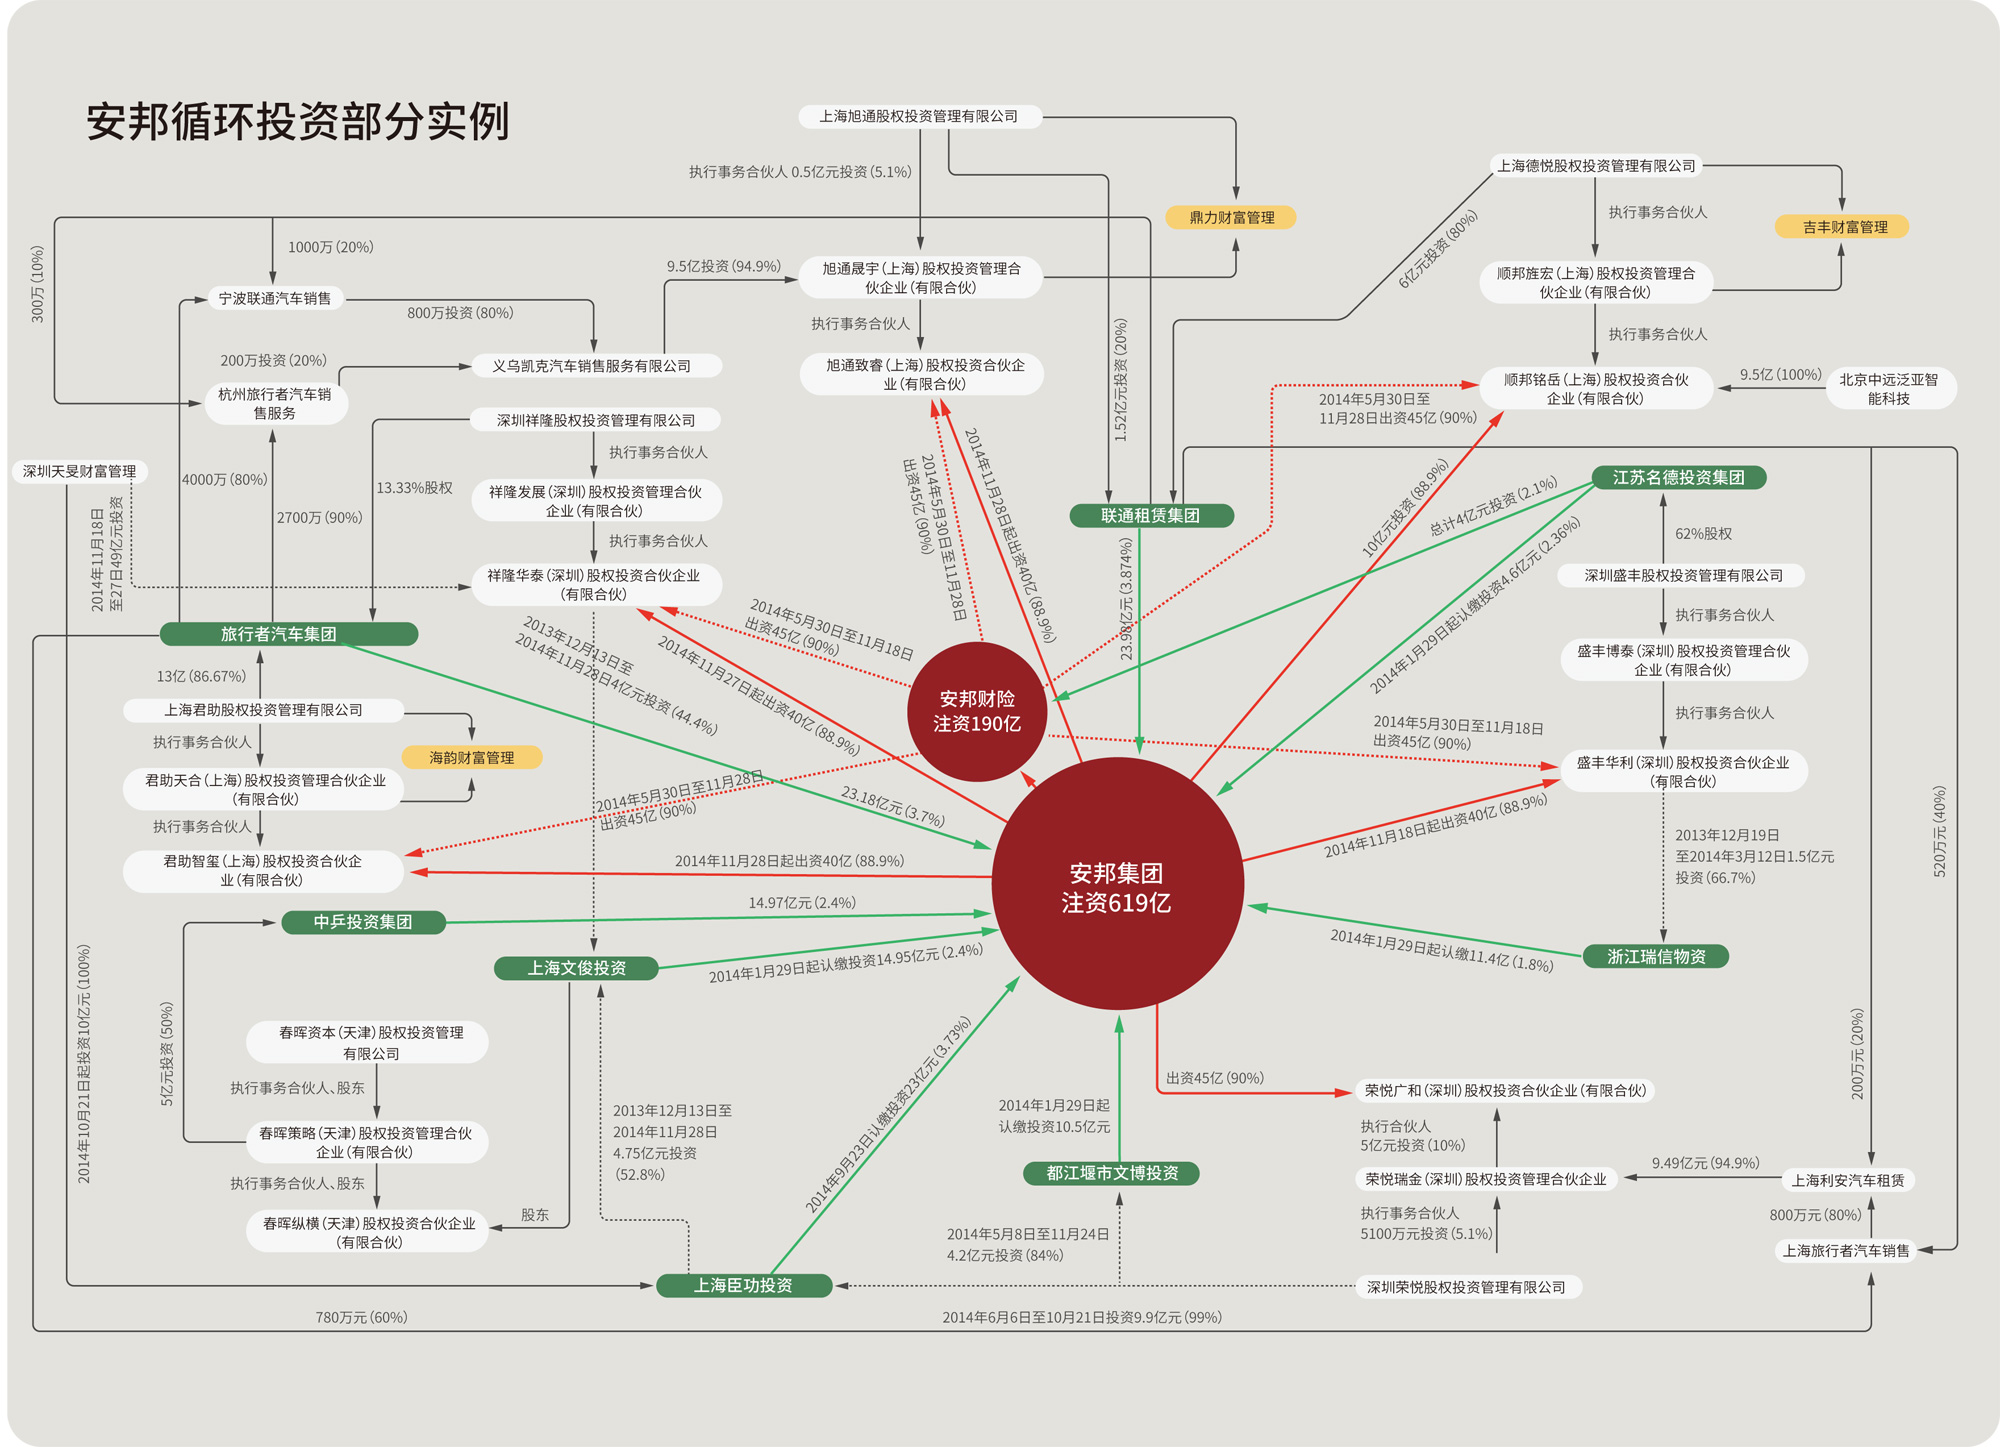 安邦循环投资部分实例
上海旭通股权投资管理有限公司
执行事务合伙人 0.5亿元投资(5.1%)
鼎力财富管理
上海德悦股权投资管理有限公司
6亿元投资(80%)
执行事务合伙人
吉丰财富管理
300万(10%)
1000万(20%)
宁波联通汽车销售
800万投资(80%)
9.5亿投资(94.9%)
旭通晟宇(上海)股权投资管理合
伙企业(有限合伙)
执行事务合伙人
顺邦旌宏(上海)股权投资管理合
伙企业(有限合伙)
执行事务合伙人
200万投资(20%)
义乌凯克汽车销售服务有限公司
旭通致睿(上海)股权投资合伙企
业(有限合伙)
1.52亿元投资(20%)
杭州旅行者汽车销
售服务
2014年5月30日至
11月28日出资45亿(90%)
顺邦铭岳(上海)股权投资合伙
企业(有限合伙)
9.5亿(100%)
北京中远泛亚智
能科技
深圳祥隆股权投资管理有限公司
执行事务合伙人
深圳天旻财富管理
4000万(80%)
13.33%股权
2700万(90%)
2014年11月18日
至27日49亿元投资
祥隆发展(深圳)股权投资管理合伙
企业(有限合伙)
执行事务合伙人
祥隆华泰(深圳)股权投资合伙企业
(有限合伙)
2014年5月30日至11月28日
出资45亿(90%)
2014年11月28日起出资40亿(88.9%)
联通租赁集团
23.98亿元(3.874%)
10亿元投资(88.9%)
总计4亿元投资(2.1%)
2014年1月29日起认缴投资4.6亿元(2.36%)
江苏名德投资集团
62%股权
深圳盛丰股权投资管理有限公司
执行事务合伙人
盛丰博泰(深圳)股权投资管理合伙
企业(有限合伙)
执行事务合伙人
盛丰华利(深圳)股权投资合伙企业
(有限合伙)
旅行者汽车集团
13亿(86.67%)
上海君助股权投资管理有限公司
执行事务合伙人
海韵财富管理
君助天合(上海)股权投资管理合伙企业
(有限合伙)
执行事务合伙人
君助智玺(上海)股权投资合伙企
业(有限合伙)
2013年12月13日至
2014年11月28日4亿元投资(44.4%)
2014年5月30日至11月18日
出资45亿(90%)
2014年11月27日起出资40亿(88.9%)
安邦财险
注资190亿
2014年5月30日至11月18日
出资45亿(90%)
2014年5月30日至11月28日
出资45亿(90%)
23.18亿元(3.7%)
2014年11月28日起出资40亿(88.9%)
安邦集团
注资619亿
2014年11月18日起出资40亿(88.9%)
2013年12月19日
至2014年3月12日1.5亿元
投资(66.7%)
520万元(40%)
中乒投资集团
14.97亿元(2.4%)
上海文俊投资
2014年1月29日起认缴投资14.95亿元(2.4%)
2014年1月29日起认缴11.4亿(1.8%)
浙江瑞信物资
2014年10月21日起投资10亿元(100%)
5亿元投资(50%)
春晖资本(天津)股权投资管理
有限公司
执行事务合伙人、股东
春晖策略(天津)股权投资管理合伙
企业(有限合伙)
执行事务合伙人、股东
春晖纵横(天津)股权投资合伙企业
(有限合伙)
股东
2013年12月13日至
2014年11月28日
4.75亿元投资
(52.8%)
2014年9月23日认缴投资23亿元(3.73%)
2014年1月29日起
认缴投资10.5亿元
出资45亿(90%)
荣悦广和(深圳)股权投资合伙企业(有限合伙)
执行合伙人
5亿元投资(10%)
200万元(20%)
都江堰市文博投资
荣悦瑞金(深圳)股权投资管理合伙企业
9.49亿元(94.9%)
上海利安汽车租赁
执行事务合伙人
5100万元投资(5.1%)
800万元(80%)
2014年5月8日至11月24日
4.2亿元投资(84%)
上海旅行者汽车销售
上海臣功投资
深圳荣悦股权投资管理有限公司
780万元(60%)
2014年6月6日至10月21日投资9.9亿元(99%)